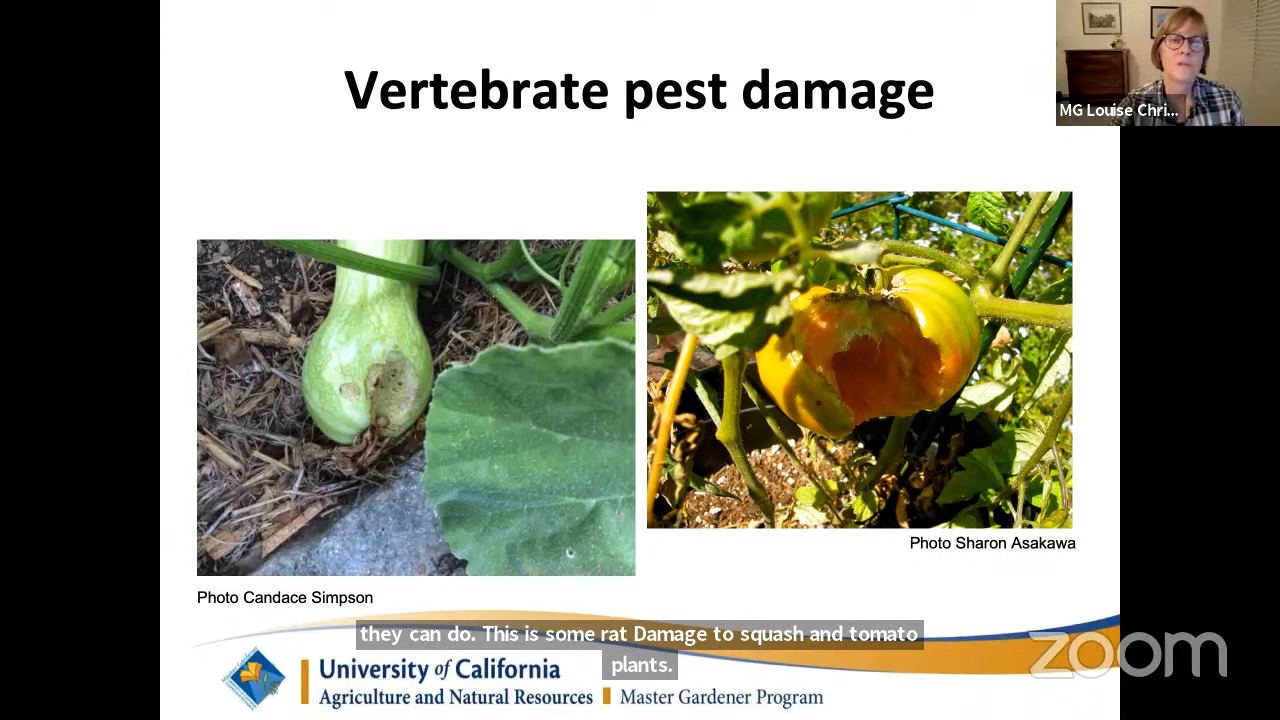 Vertebrate pest damage
MG Louise Chri...
Photo Sharon Asakawa
Photo Candace Simpson
they can do. This is some rat Damage to squash and tomato
plants.
University of California
Agriculture and Natural Resources
Master Gardener Program
zoom